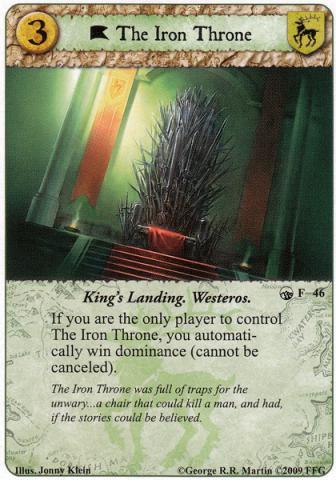 3
The Iron Throne
King's Landing. Westeros.
F 46
If you are the only player to control
The Iron Throne, you automati-
cally win dominance (cannot be
canceled).
The Iron Throne was full of traps for the
unwary...a chair that could kill a man, and had,
if the stories could be believed.
Illus. Jonny Klein
©George R.R. Martin ©2009 FFG